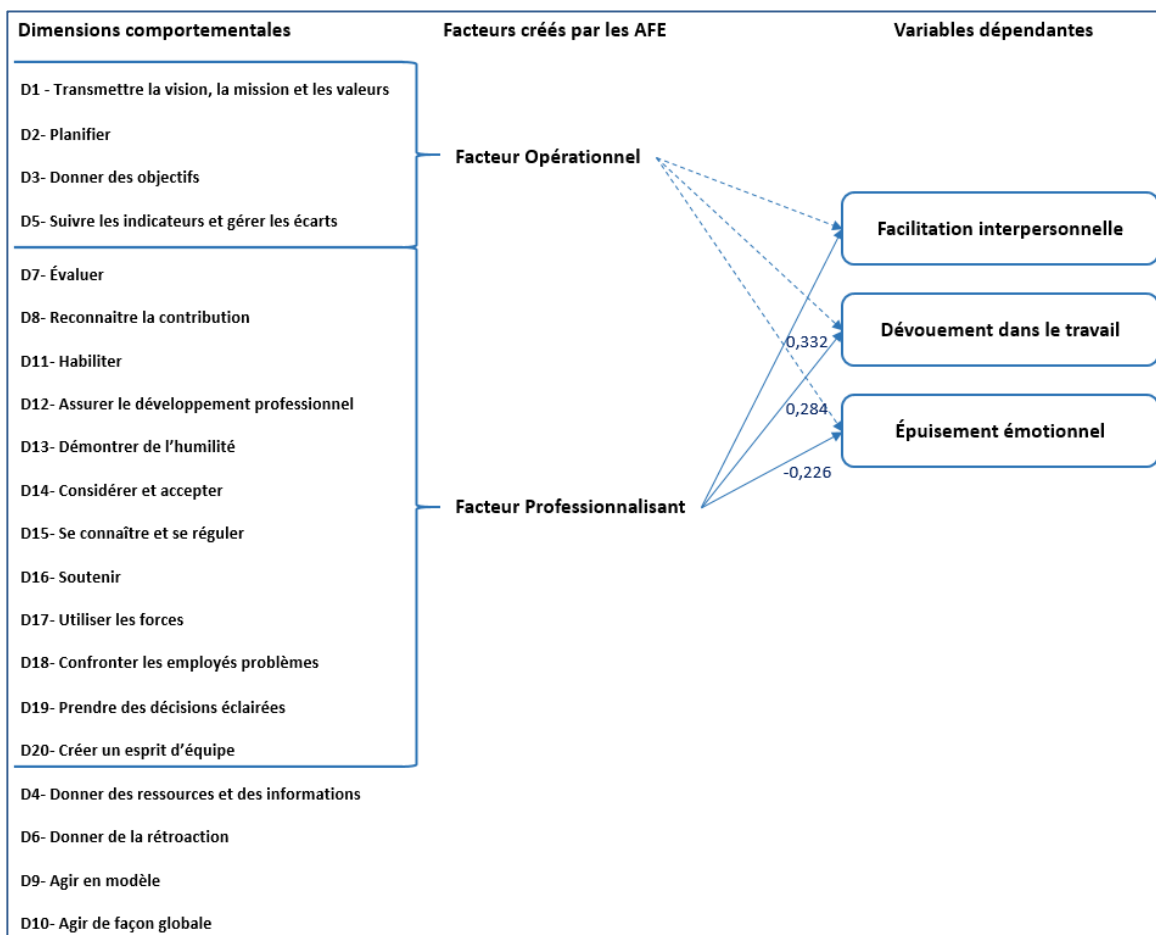 Dimensions comportementales
Facteurs créés par les AFE
Variables dépendantes
D1 - Transmettre la vision, la mission et les valeurs
D2- Planifier
D3- Donner des objectifs
D5- Suivre les indicateurs et gérer les écarts
Facteur Opérationnel
D7- Évaluer
D8- Reconnaitre la contribution
D11- Habiliter
D12- Assurer le développement professionnel
D13- Démontrer de l'humilité
D14- Considérer et accepter
D15- Se connaître et se réguler
D16- Soutenir
D17- Utiliser les forces
D18- Confronter les employés problèmes
D19- Prendre des décisions éclairées
D20- Créer un esprit d'équipe
Facteur Professionnalisant
D4- Donner des ressources et des informations
D6- Donner de la rétroaction
D9- Agir en modèle
D10- Agir de façon globale
0,332
0,284
-0,226
Facilitation interpersonnelle
Dévouement dans le travail
Épuisement émotionnel